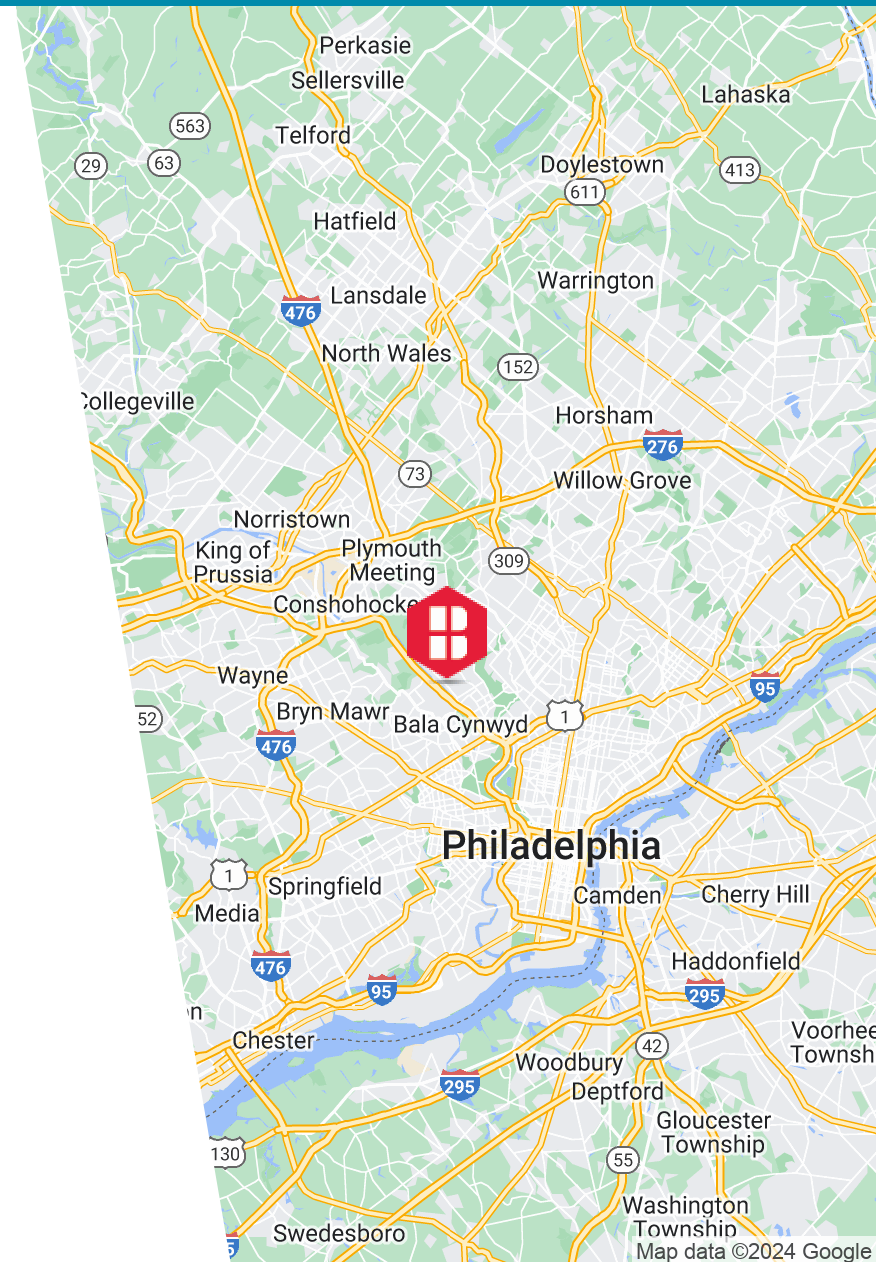 Perkasie
Sellersville
Lahaska
563
Telford
29
63
Doylestown
413
611
Hatfield
Warrington
Lansdale
476
North Wales
152
Collegeville
Horsham
276
73
Willow Grove
Norristown
King of
Prussia
Plymouth
Meeting
309
Conshohocke
B
Wayne
95
52
Bryn Mawr
1
Bala Cynwyd
476
Philadelphia
1
Springfield
Camden
Cherry Hill
Media
476
Haddonfield
95
295
n
Chester
42
Voorhee
Townsh
Woodbury
295
Deptford
Gloucester
Township
130
55
Washington
Township
Swedesboro
5
Map data ©2024 Google